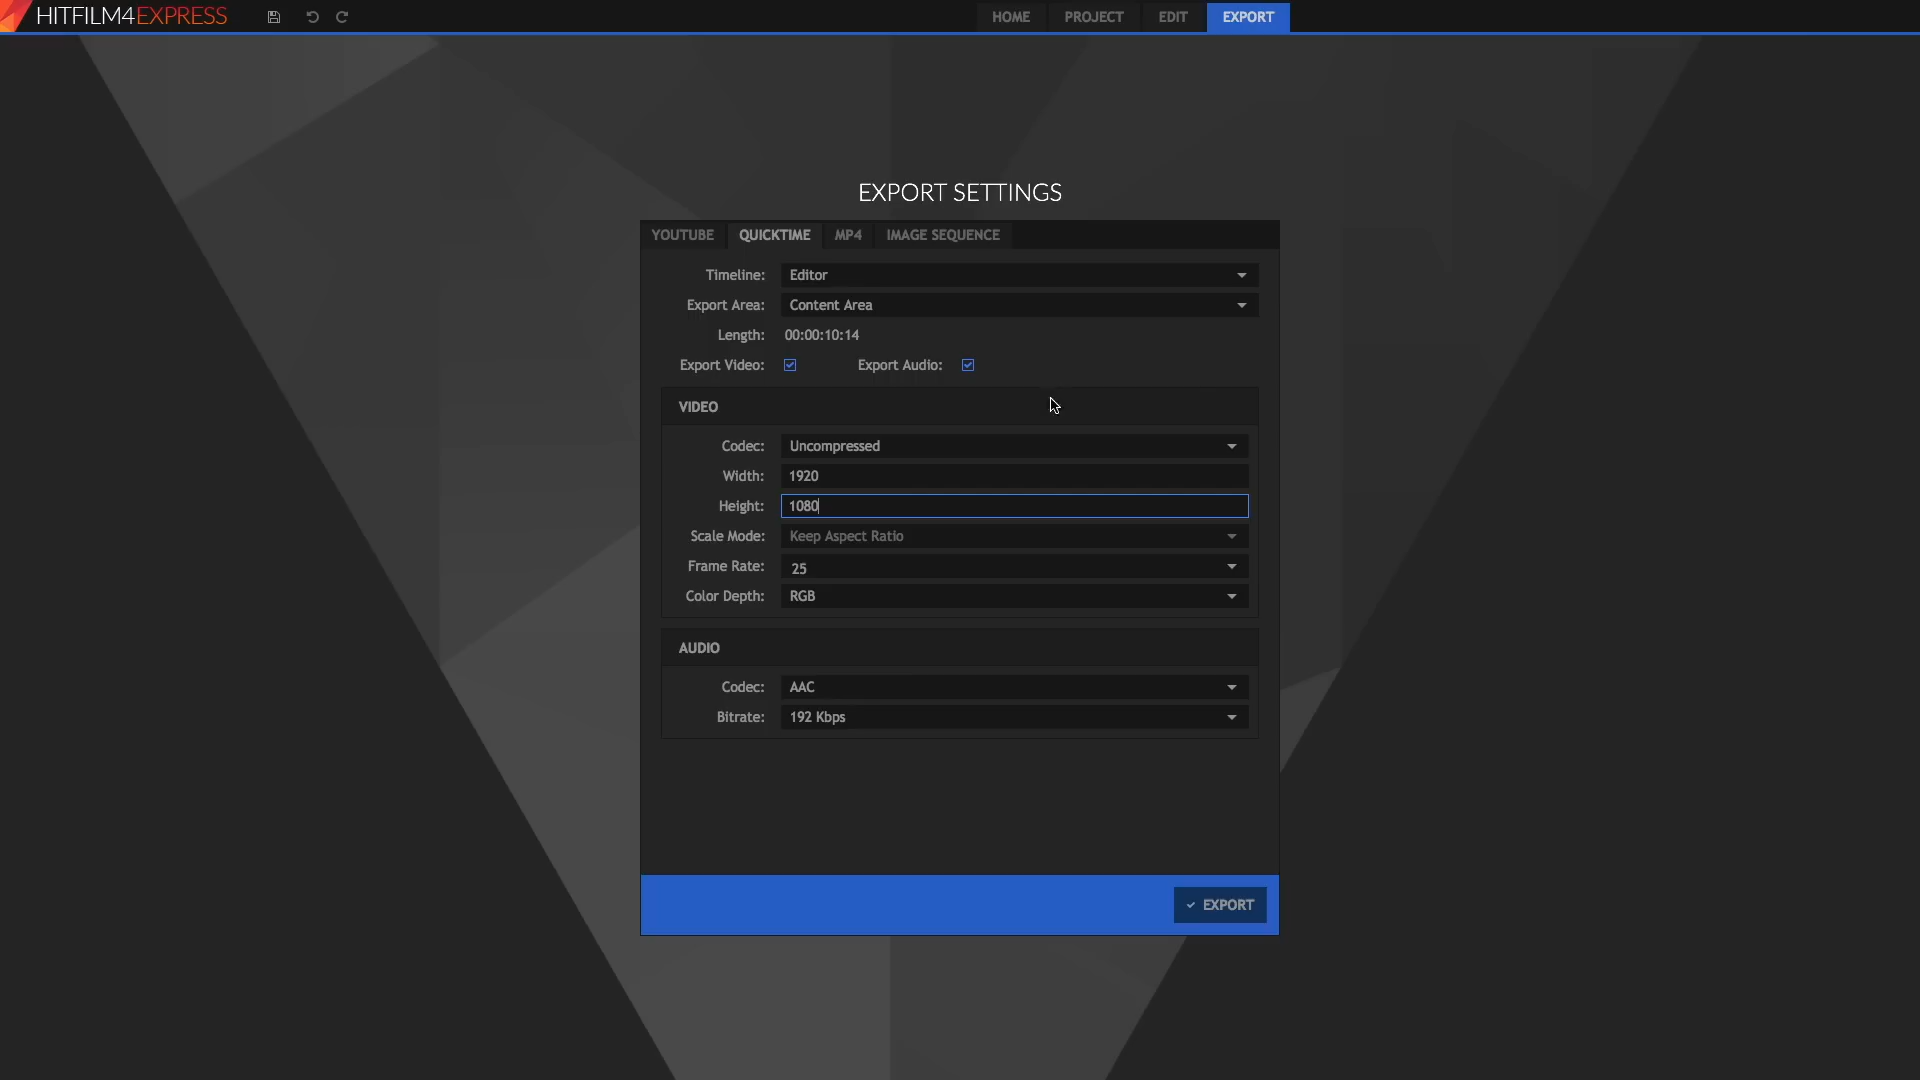 HITFILM4EXPRESS
HOME PROJECT EDIT EXPORT
EXPORT SETTINGS
YOUTUBE QUICKTIME MP4 IMAGE SEQUENCE
Timeline: Editor
Export Area: Content Area
Length: 00:00:10:14
Export Video: Export Audio:
VIDEO
Codec: Uncompressed
Width: 1920
Height: 1080
Scale Mode: Keep Aspect Ratio
Frame Rate: 25
Color Depth: RGB
AUDIO
Codec: AAC
Bitrate: 192 Kbps
EXPORT